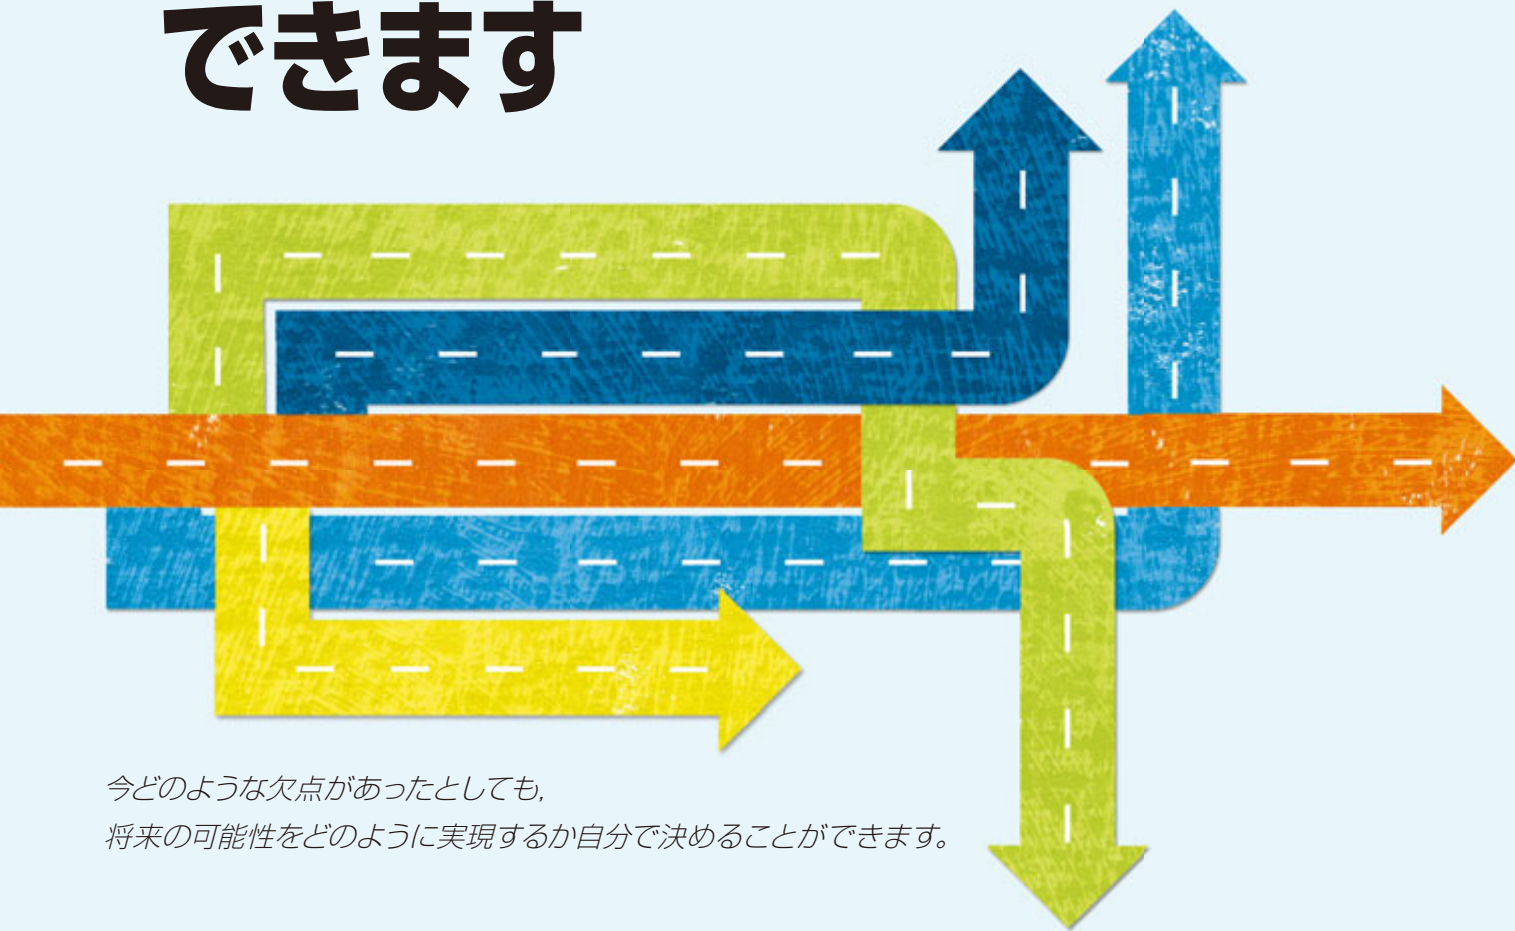 できます
今どのような欠点があったとしても,
将来の可能性をどのように実現するか自分で決めることができます。